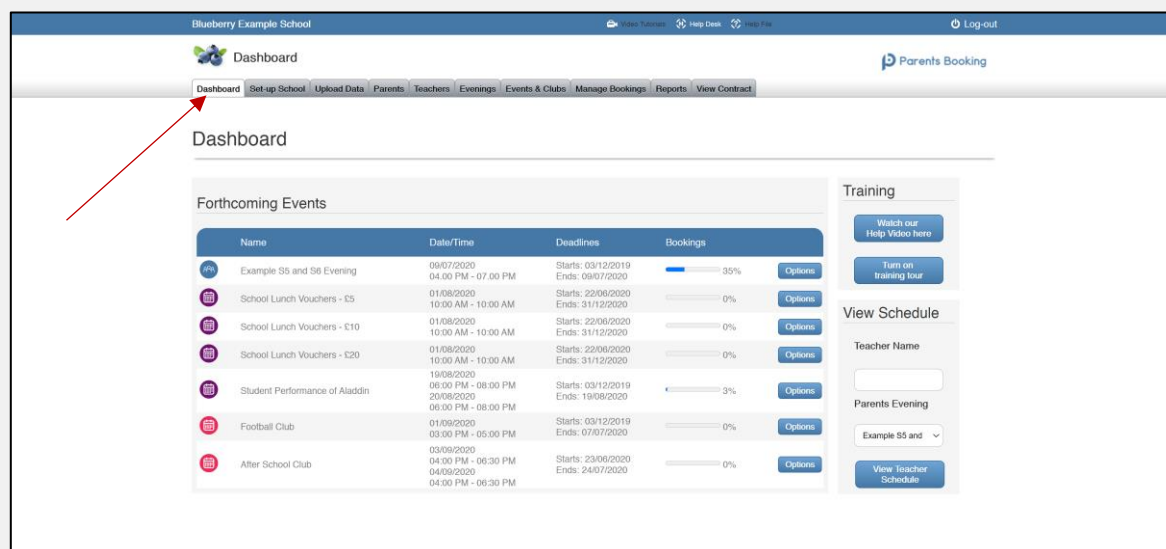 Blueberry Example School Video Tutorials Help Desk Help File Log-out
Dashboard Parents Booking
Dashboard Set-up School Upload Data Parents Teachers Evenings Events & Clubs Manage Bookings Reports View Contract
Dashboard
Forthcoming Events
Name Date/Time Deadlines Bookings
Example S5 and S6 Evening
09/07/2020
04.00 PM - 07.00 PM
Starts: 03/12/2019
Ends: 09/07/2020
35% Options
School Lunch Vouchers - £5
01/08/2020
10:00 AM - 10:00 AM
Starts: 22/06/2020
Ends: 31/12/2020
0% Options
School Lunch Vouchers - £10
01/08/2020
10:00 AM - 10:00 AM
Starts: 22/06/2020
Ends: 31/12/2020
0% Options
School Lunch Vouchers - £20
01/08/2020
10:00 AM - 10:00 AM
Starts: 22/06/2020
Ends: 31/12/2020
0% Options
Student Performance of Aladdin
19/08/2020
06:00 PM - 08:00 PM
20/08/2020
06:00 PM - 08:00 PM
Starts: 03/12/2019
Ends: 19/08/2020
3% Options
Football Club
01/09/2020
03:00 PM - 05:00 PM
Starts: 03/12/2019
Ends: 07/07/2020
0% Options
After School Club
03/09/2020
04:00 PM - 06:30 PM
04/09/2020
04:00 PM - 06:30 PM
Starts: 23/06/2020
Ends: 24/07/2020
0% Options
Training
Watch our
Help Video here
Turn on
training tour
View Schedule
Teacher Name
Parents Evening
Example S5 and
View Teacher
Schedule